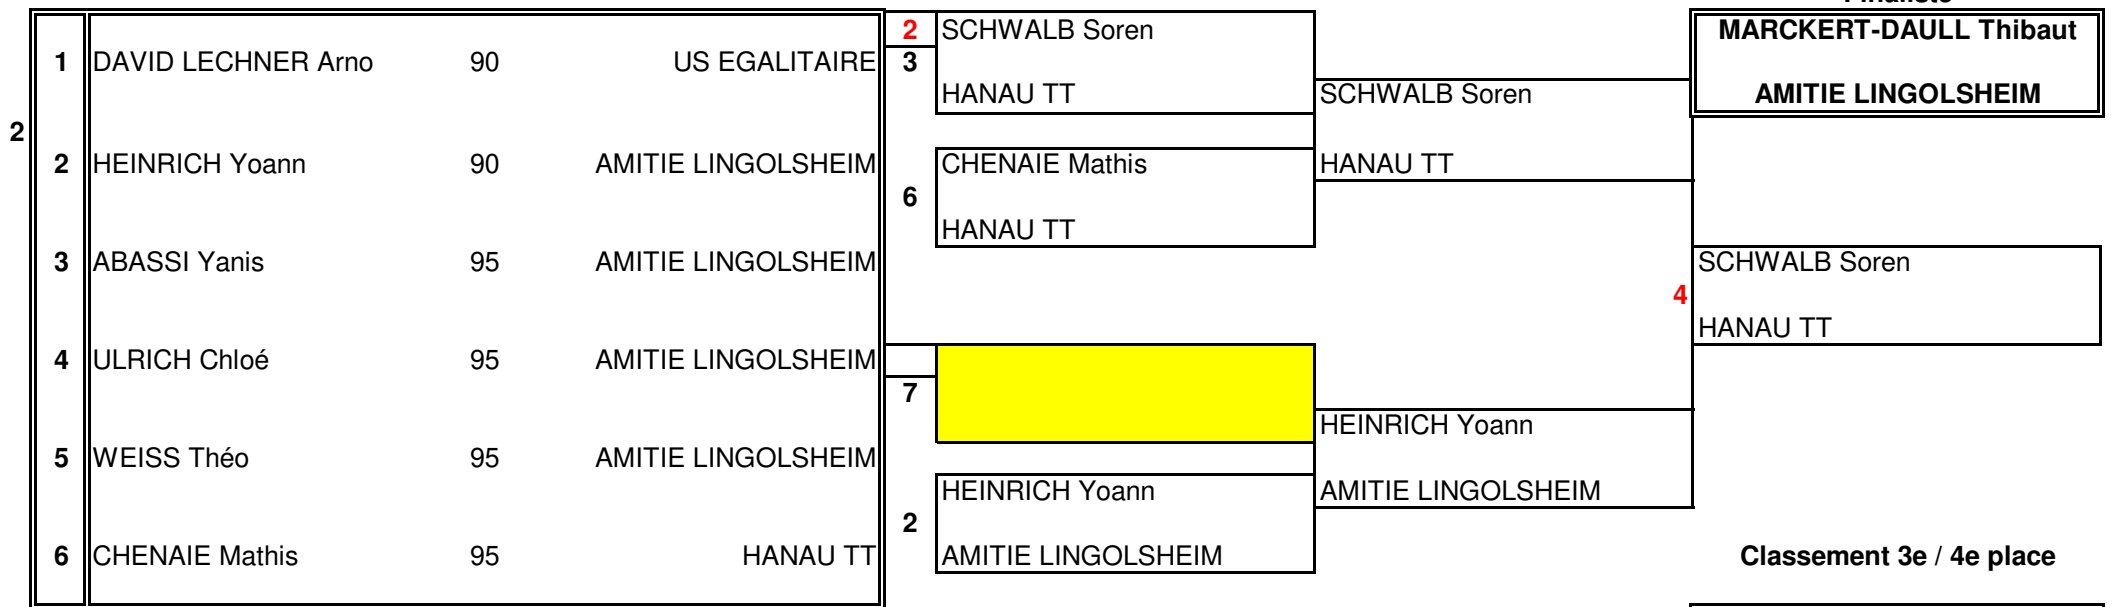 Finaliste
2 SCHWALB Soren MARCKERT-DAULL Thibaut
1 DAVID LECHNER Arno 90 US EGALITAIRE 3
HANAU TT SCHWALB Soren AMITIE LINGOLSHEIM
2
2 HEINRICH Yoann 90 AMITIE LINGOLSHEIM CHENAIE Mathis HANAU TT
6
HANAU TT
3 ABASSI Yanis 95 AMITIE LINGOLSHEIM SCHWALB Soren
4
HANAU TT
4 ULRICH Chloé 95 AMITIE LINGOLSHEIM
7
HEINRICH Yoann
5 WEISS Théo 95 AMITIE LINGOLSHEIM
HEINRICH Yoann AMITIE LINGOLSHEIM
2
6 CHENAIE Mathis 95 HANAU TT AMITIE LINGOLSHEIM Classement 3e / 4e place